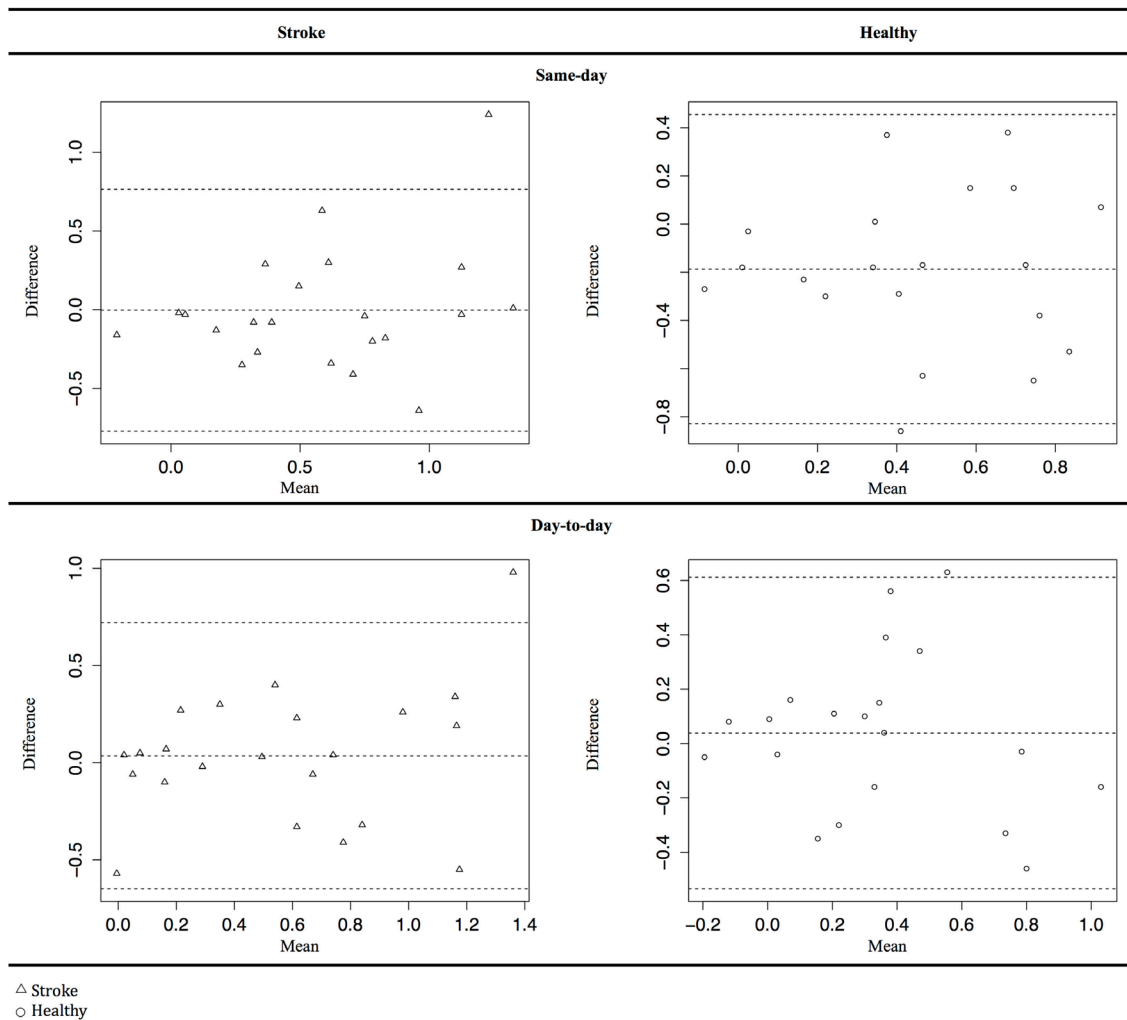 Stroke Healthy
Same-day
1.0
0.5
0.0
−0.5
Difference
0.0 0.5 1.0
Mean
0.4
0.2
0.0
−0.4
−0.8
Difference
0.0 0.2 0.4 0.6 0.8
Mean
Day-to-day
1.0
0.5
0.0
−0.5
Difference
0.0 0.2 0.4 0.6 0.8 1.0 1.2 1.4
Mean
0.6
0.4
0.2
0.0
−0.2
−0.4
Difference
−0.2 0.0 0.2 0.4 0.6 0.8 1.0
Mean
Stroke
Healthy